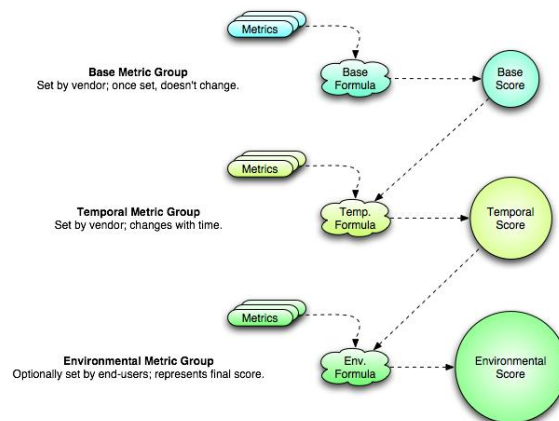 Metrics
Base Metric Group
Set by vendor; once set, doesn't change.
Base
Formula
Base
Score
Metrics
Temporal Metric Group
Set by vendor; changes with time.
Temp.
Formula
Temporal
Score
Metrics
Environmental Metric Group
Optionally set by end-users; represents final score.
Env.
Formula
Environmental
Score